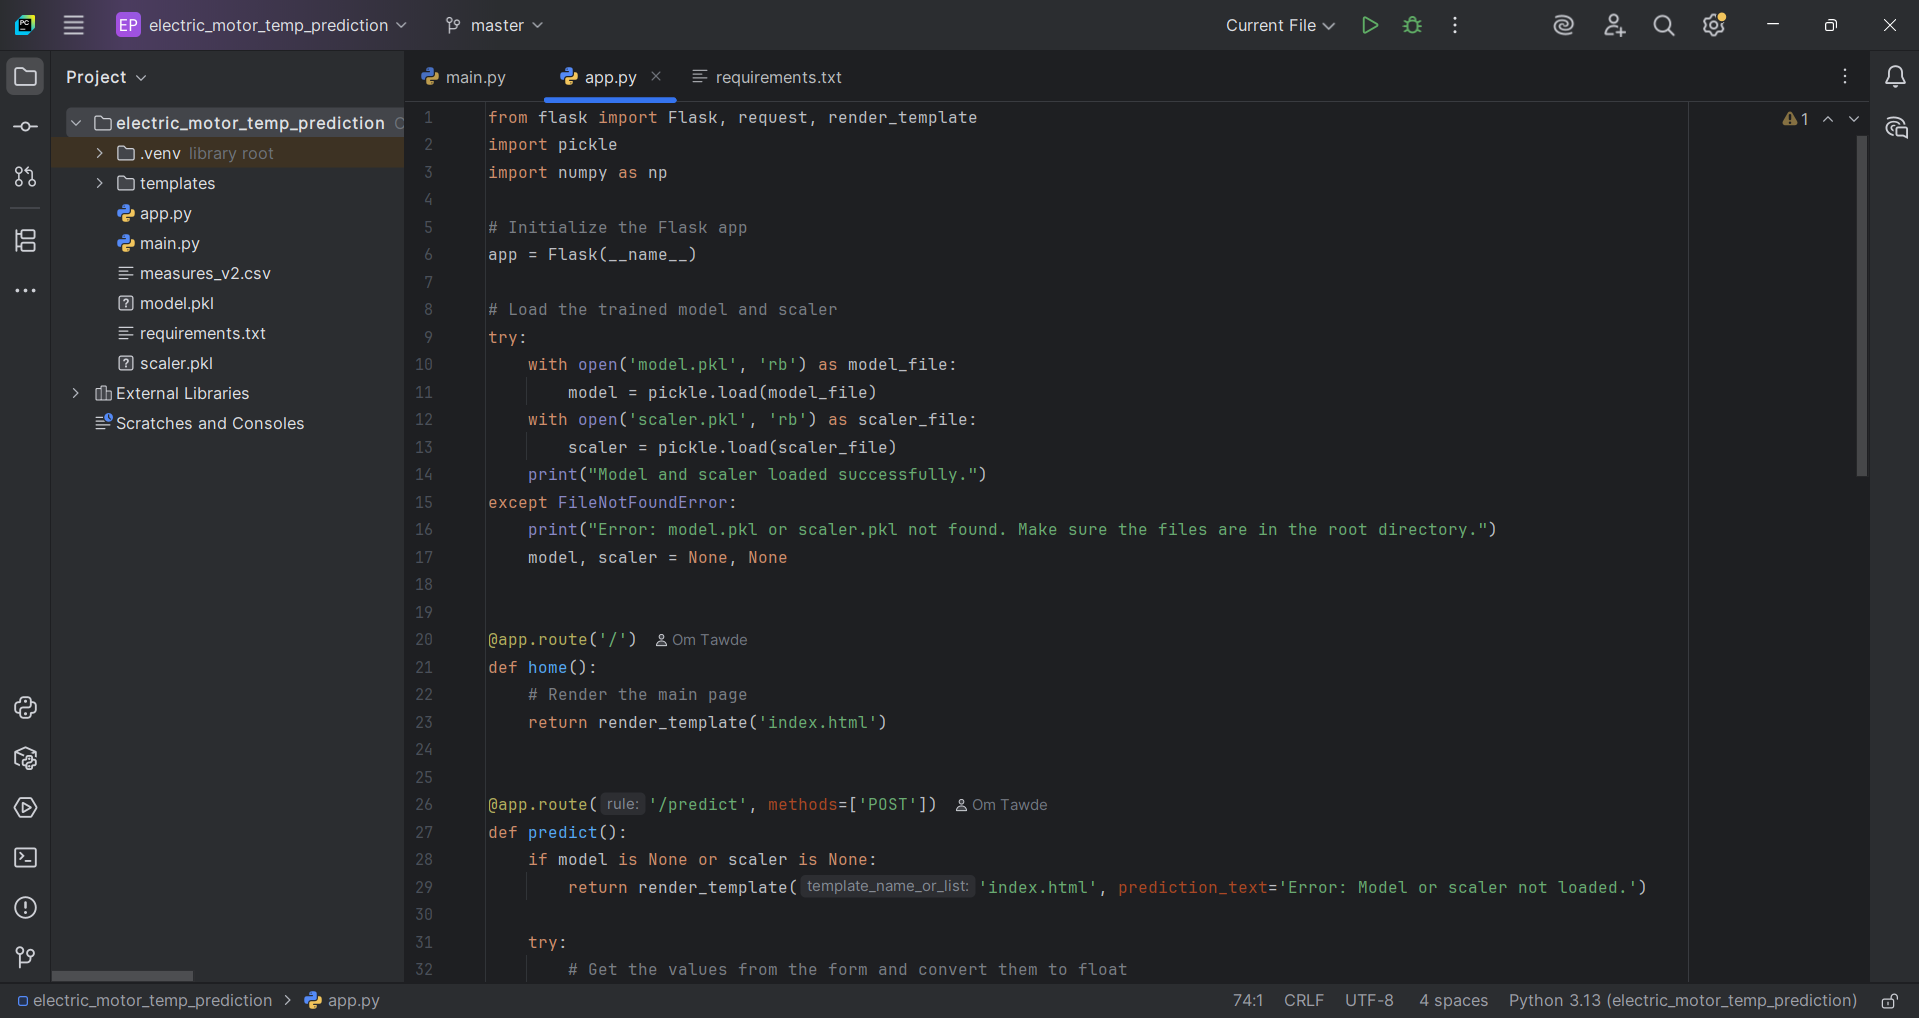 PC
EP electric_motor_temp_prediction
master
Current File
Project
main.py
app.py
requirements.txt
electric_motor_temp_prediction
.venv library root
templates
app.py
main.py
measures_v2.csv
model.pkl
requirements.txt
scaler.pkl
External Libraries
Scratches and Consoles
1
1 from flask import Flask, request, render_template
2 import pickle
3 import numpy as np
4
5 # Initialize the Flask app
6 app = Flask(__name__)
7
8 # Load the trained model and scaler
9 try:
10     with open('model.pkl', 'rb') as model_file:
11         model = pickle.load(model_file)
12     with open('scaler.pkl', 'rb') as scaler_file:
13         scaler = pickle.load(scaler_file)
14     print("Model and scaler loaded successfully.")
15 except FileNotFoundError:
16     print("Error: model.pkl or scaler.pkl not found. Make sure the files are in the root directory.")
17     model, scaler = None, None
18
19
20 @app.route('/') Om Tawde
21 def home():
22     # Render the main page
23     return render_template('index.html')
24
25
26 @app.route( rule: '/predict', methods=['POST']) Om Tawde
27 def predict():
28     if model is None or scaler is None:
29         return render_template( template_name_or_list: 'index.html', prediction_text='Error: Model or scaler not loaded.')
30
31     try:
32         # Get the values from the form and convert them to float
electric_motor_temp_prediction > app.py
74:1 CRLF UTF-8 4 spaces Python 3.13 (electric_motor_temp_prediction)